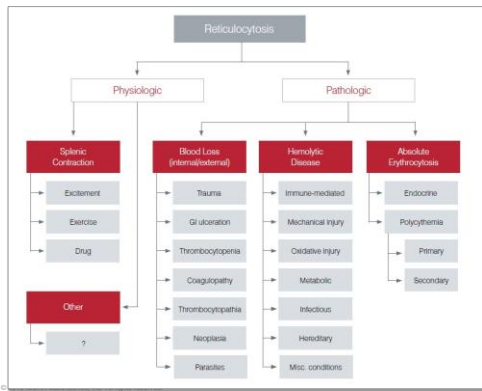 Reticulocytosis
Physiologic
Pathologic
Splenic
Contraction
Excitement
Exercise
Drug
Other
?
Blood Loss
(internal/external)
Trauma
GI ulceration
Thrombocytopenia
Coagulopathy
Thrombocytopathia
Neoplasia
Parasites
Hemolytic
Disease
Immune-mediated
Mechanical injury
Oxidative injury
Metabolic
Infectious
Hereditary
Misc. conditions
Absolute
Erythrocytosis
Endocrine
Polycythemia
Primary
Secondary
©